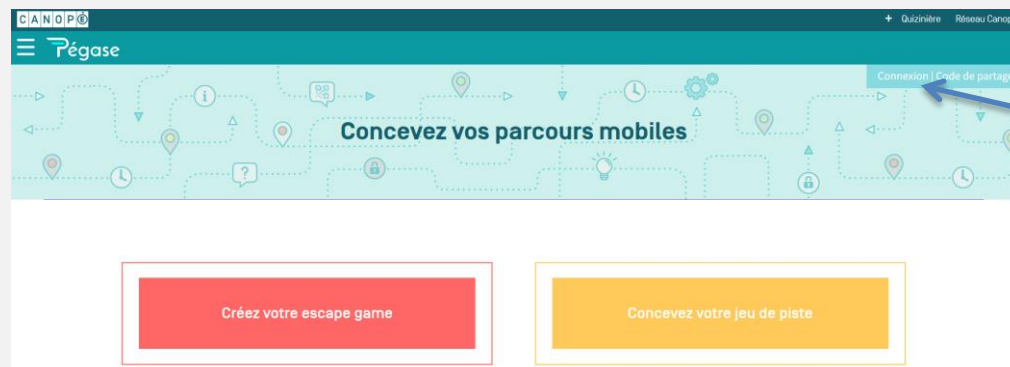 CANOPÉ
+ Quizinière Réseau Canop
Pégase
Connexion | Code de partage
Concevez vos parcours mobiles
Créez votre escape game
Concevez votre jeu de piste